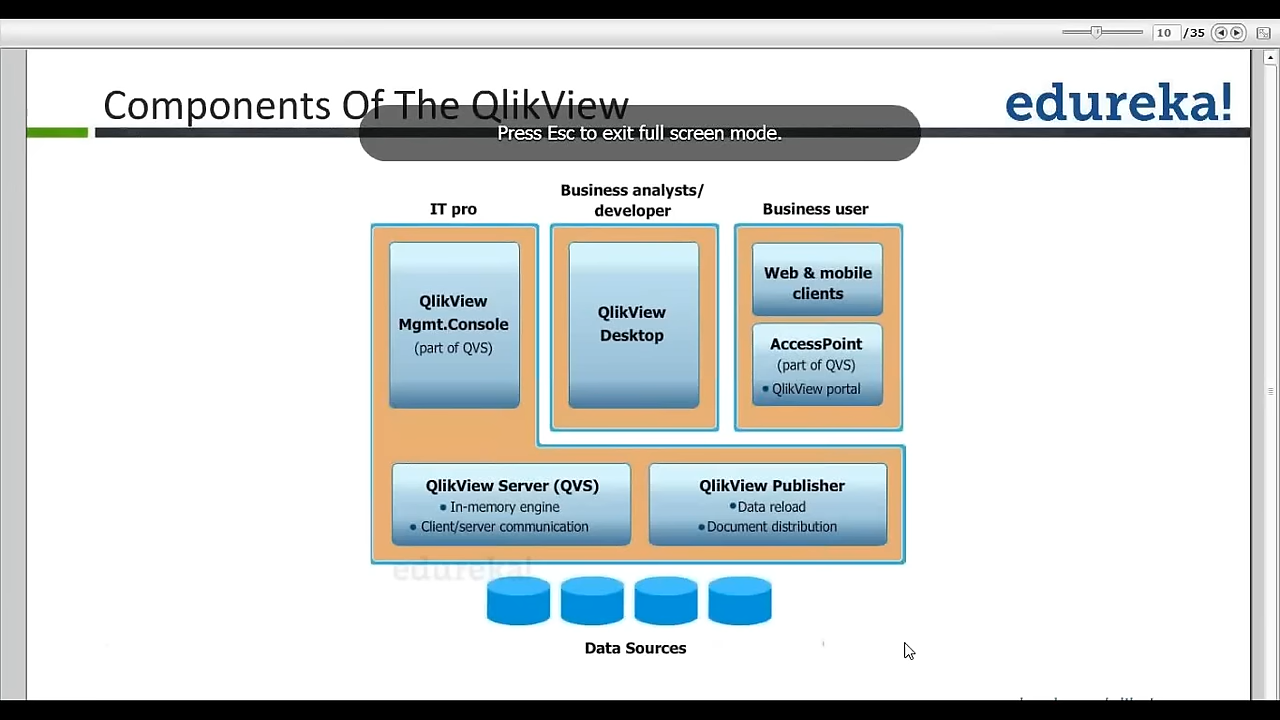 10 /35
Components Of The QlikView
edureka!
Press Esc to exit full screen mode.
IT pro
Business analysts/
developer
Business user
QlikView
Mgmt.Console
(part of QVS)
QlikView
Desktop
Web & mobile
clients
AccessPoint
(part of QVS)
• QlikView portal
QlikView Server (QVS)
• In-memory engine
• Client/server communication
QlikView Publisher
•Data reload
•Document distribution
edureka!
Data Sources